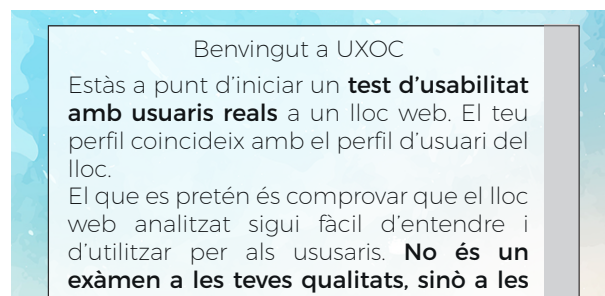 Benvingut a UXOC
Estàs a punt d’iniciar un test d’usabilitat
amb usuaris reals a un lloc web. El teu
perfil coincideix amb el perfil d’usuari del
lloc.
El que es pretén és comprovar que el lloc
web analitzat sigui fàcil d’entendre i
d’utilitzar per als ususaris. No és un
exàmen a les teves qualitats, sinò a les